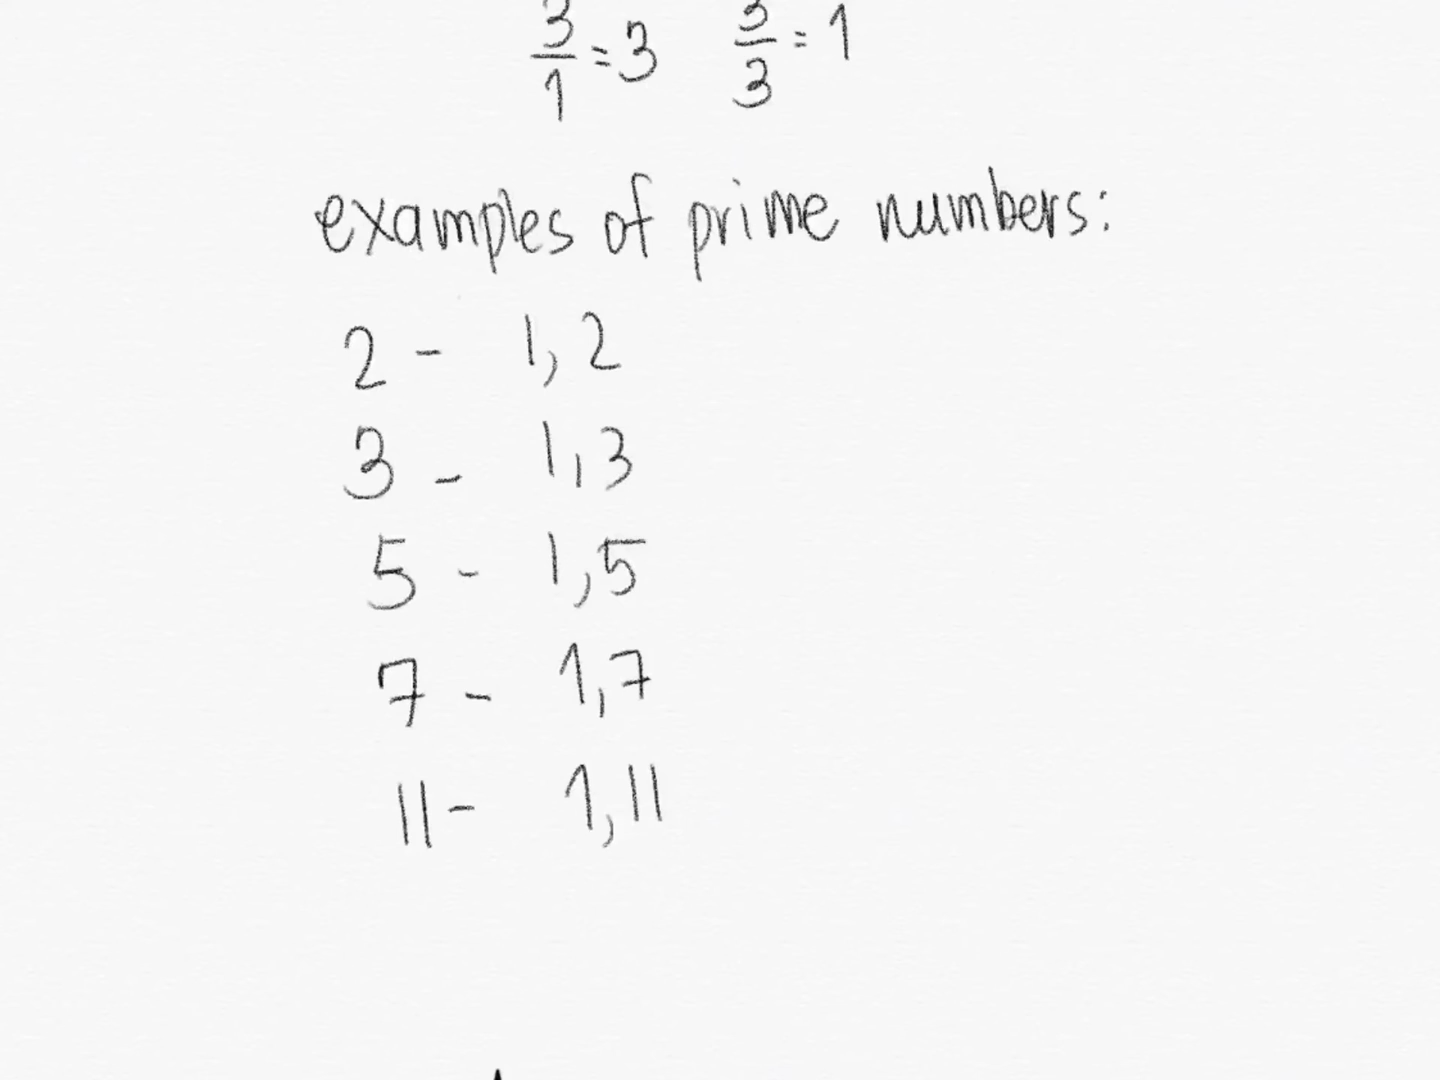 3/1 = 3 3/3 = 1
examples of prime numbers:
2 - 1, 2
3 - 1, 3
5 - 1, 5
7 - 1, 7
11 - 1, 11